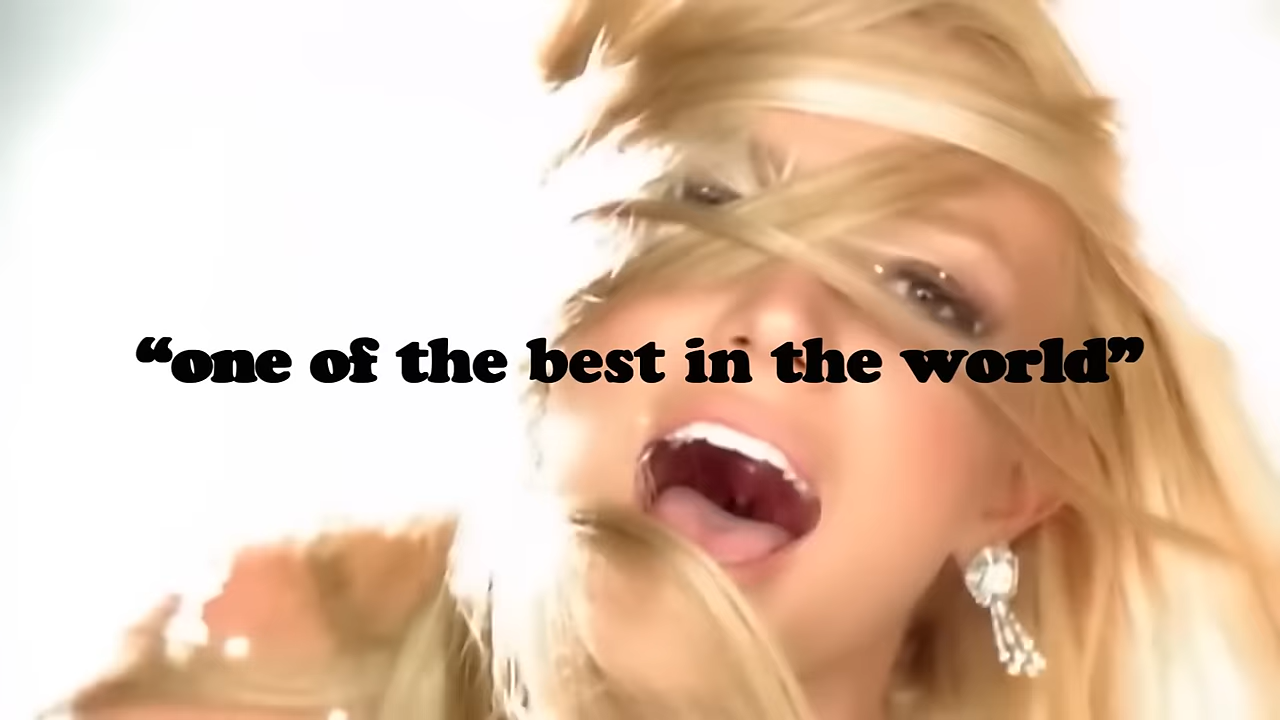 “one of the best in the world”